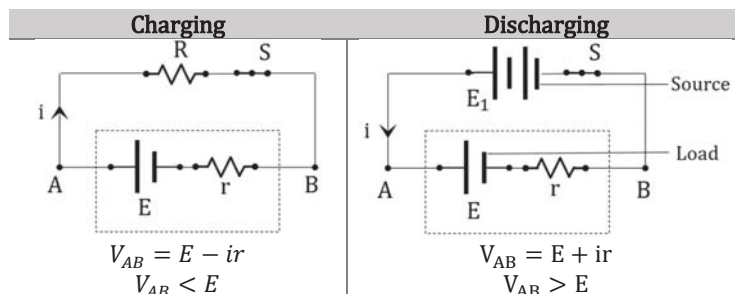 Charging Discharging
R S S
E₁ Source
i i
Load
A r B A r B
E E
V_AB = E − ir V_AB = E + ir
V_AB < E V_AB > E